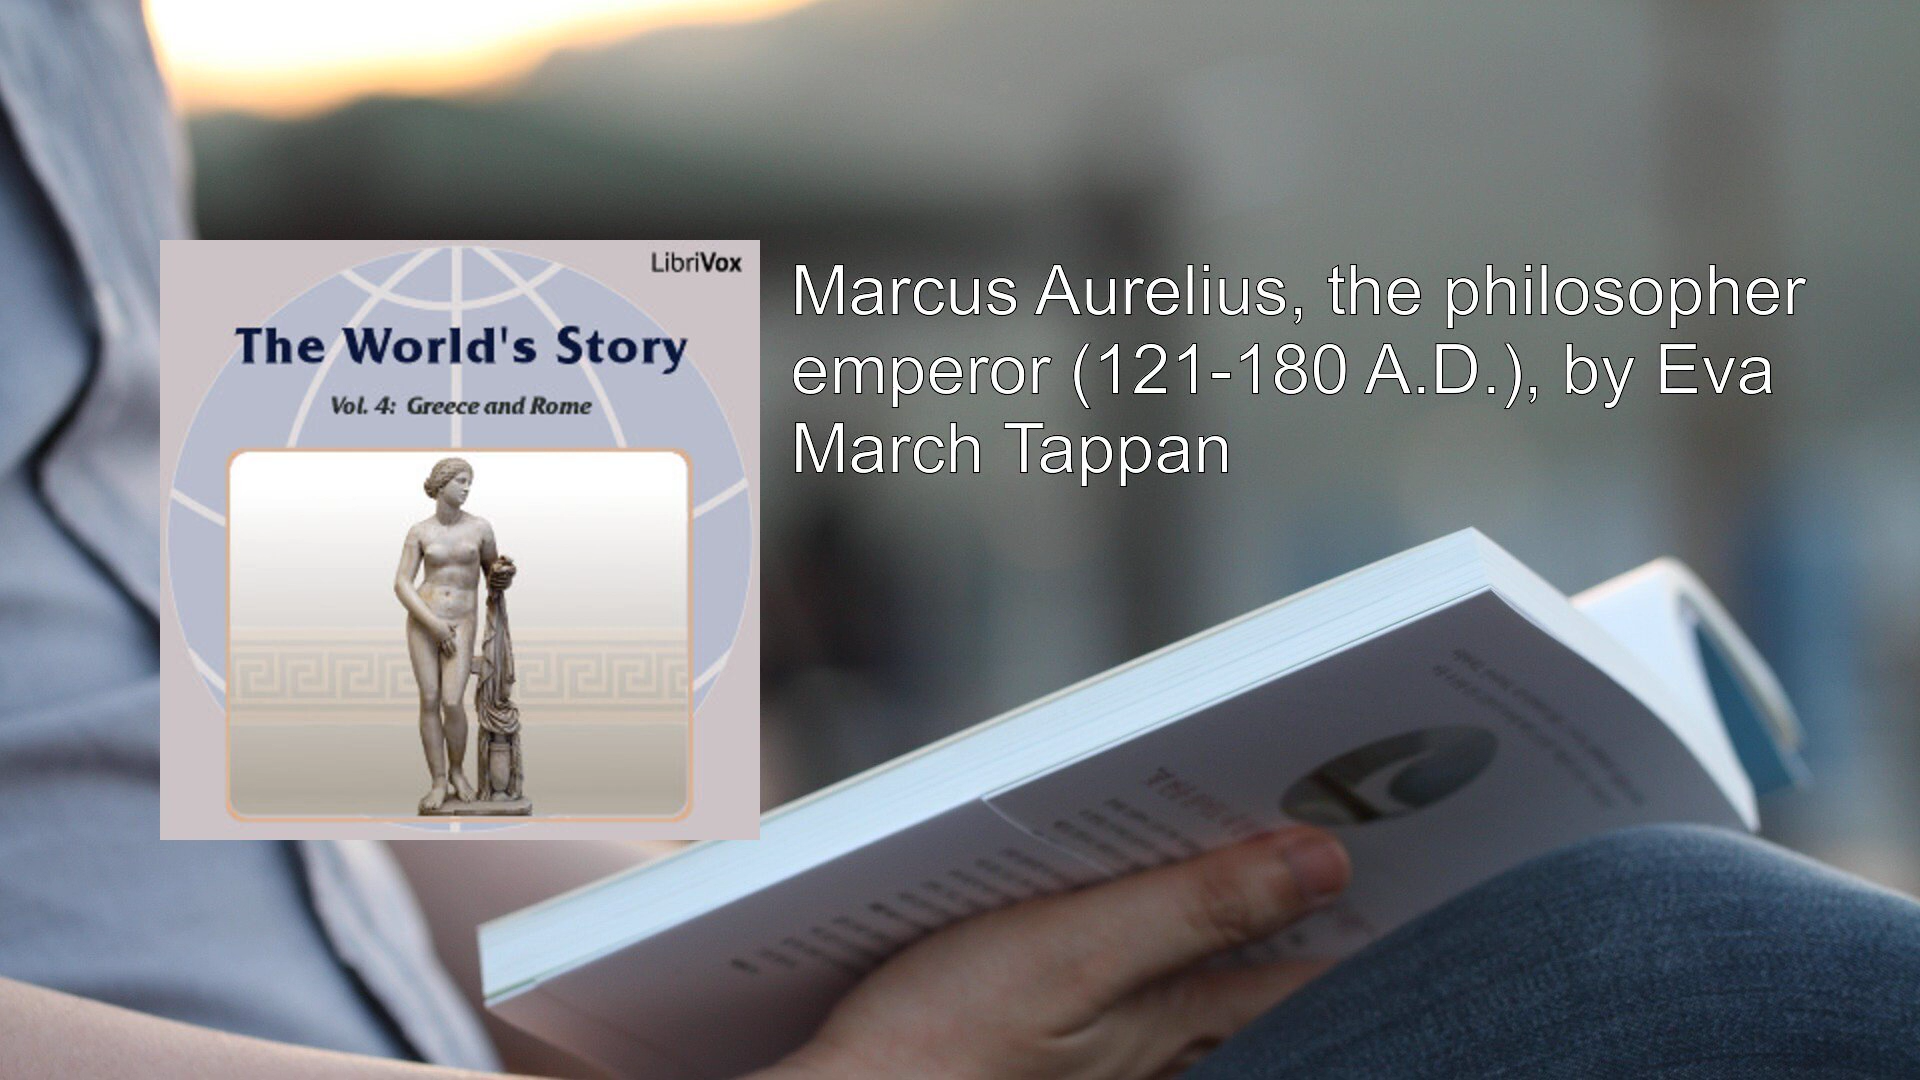 LibriVox
The World's Story
Vol. 4: Greece and Rome
Marcus Aurelius, the philosopher
emperor (121-180 A.D.), by Eva
March Tappan